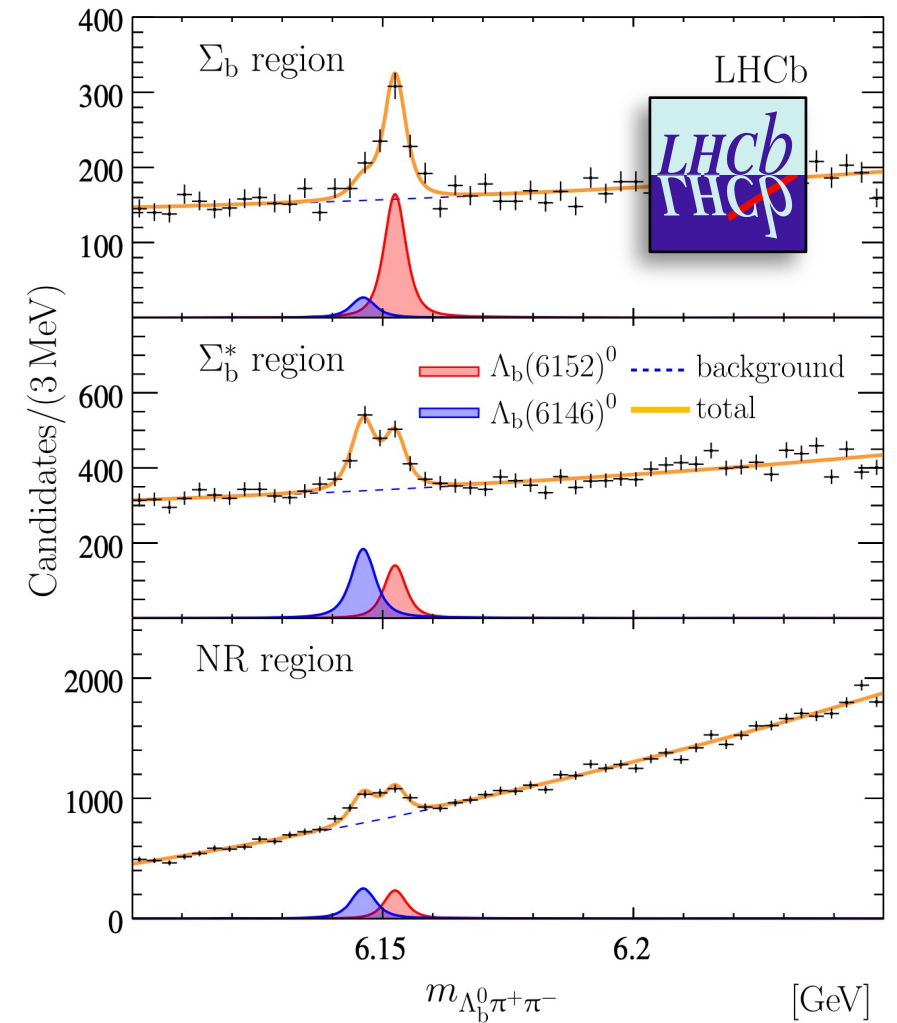 400
Σb region
LHCb
300
LHCb
LHCb
200
100
Candidates/(3 MeV)
Σb* region
Λb(6152)⁰
background
600
Λb(6146)⁰
total
400
200
NR region
2000
1000
0
6.15
6.2
mΛb⁰π⁺π⁻
[GeV]